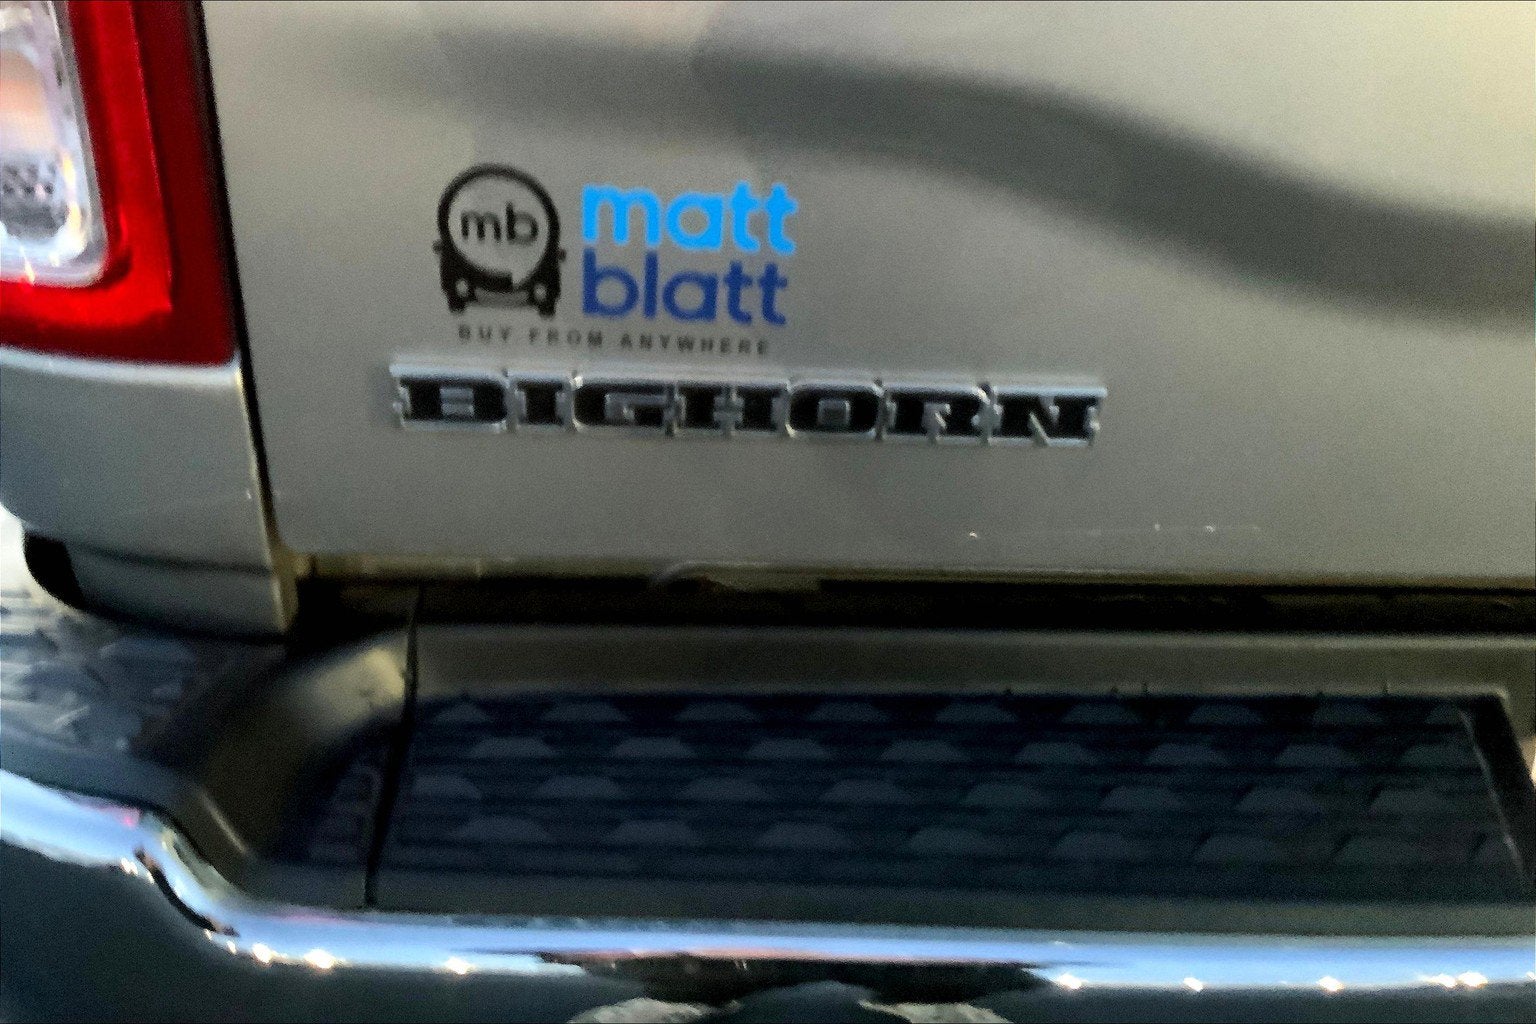 mb
matt
blatt
BUY FROM ANYWHERE
BIGHORN